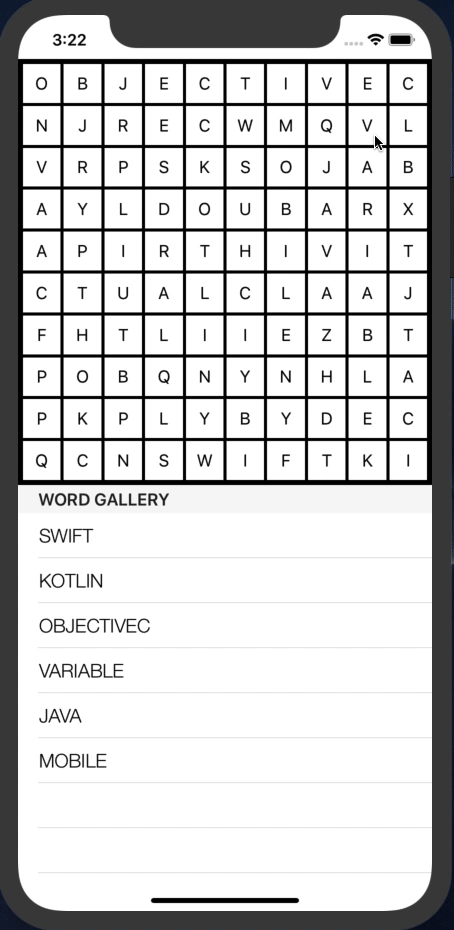 3:22
O B J E C T I V E C
N J R E C W M Q V L
V R P S K S O J A B
A Y L D O U B A R X
A P I R T H I V I T
C T U A L C L A A J
F H T L I I E Z B T
P O B Q N Y N H L A
P K P L Y B Y D E C
Q C N S W I F T K I
WORD GALLERY
SWIFT
KOTLIN
OBJECTIVEC
VARIABLE
JAVA
MOBILE